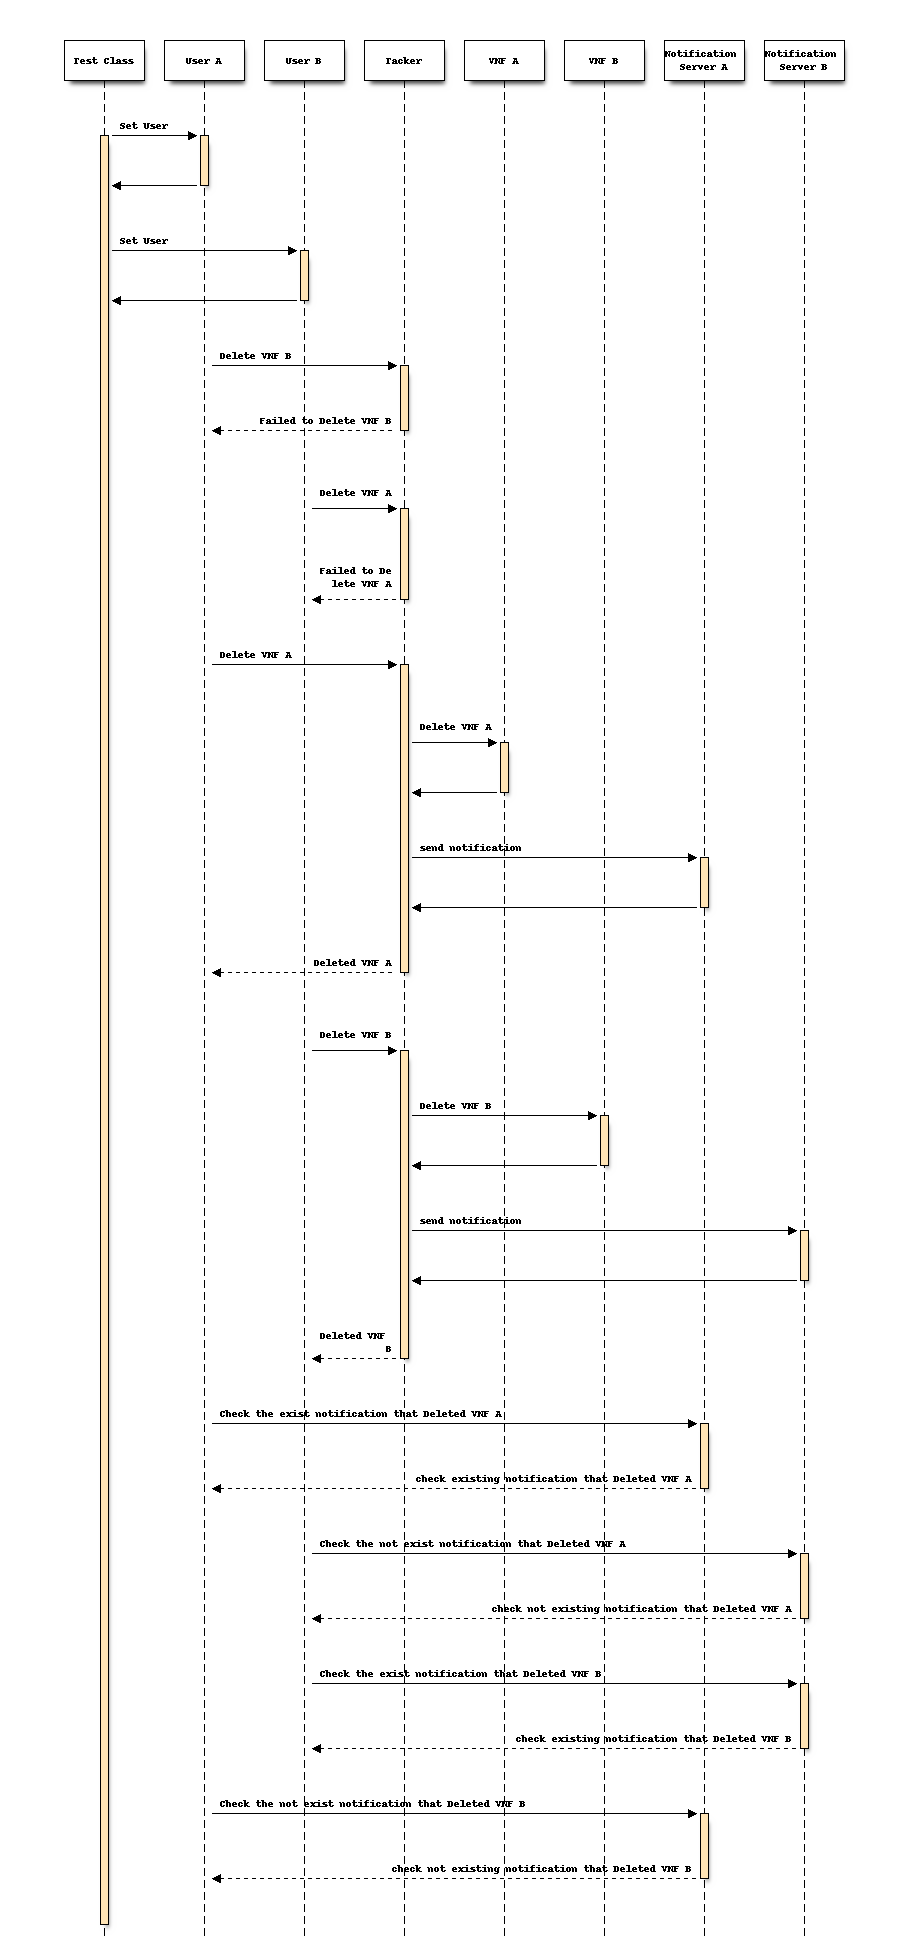 Test Class
User A
User B
Tacker
VNF A
VNF B
Notification
Server A
Notification
Server B
Set User
Set User
Delete VNF B
Failed to Delete VNF B
Delete VNF A
Failed to De
lete VNF A
Delete VNF A
Delete VNF A
send notification
Deleted VNF A
Delete VNF B
Delete VNF B
send notification
Deleted VNF
B
Check the exist notification that Deleted VNF A
check existing notification that Deleted VNF A
Check the not exist notification that Deleted VNF A
check not existing notification that Deleted VNF A
Check the exist notification that Deleted VNF B
check existing notification that Deleted VNF B
Check the not exist notification that Deleted VNF B
check not existing notification that Deleted VNF B